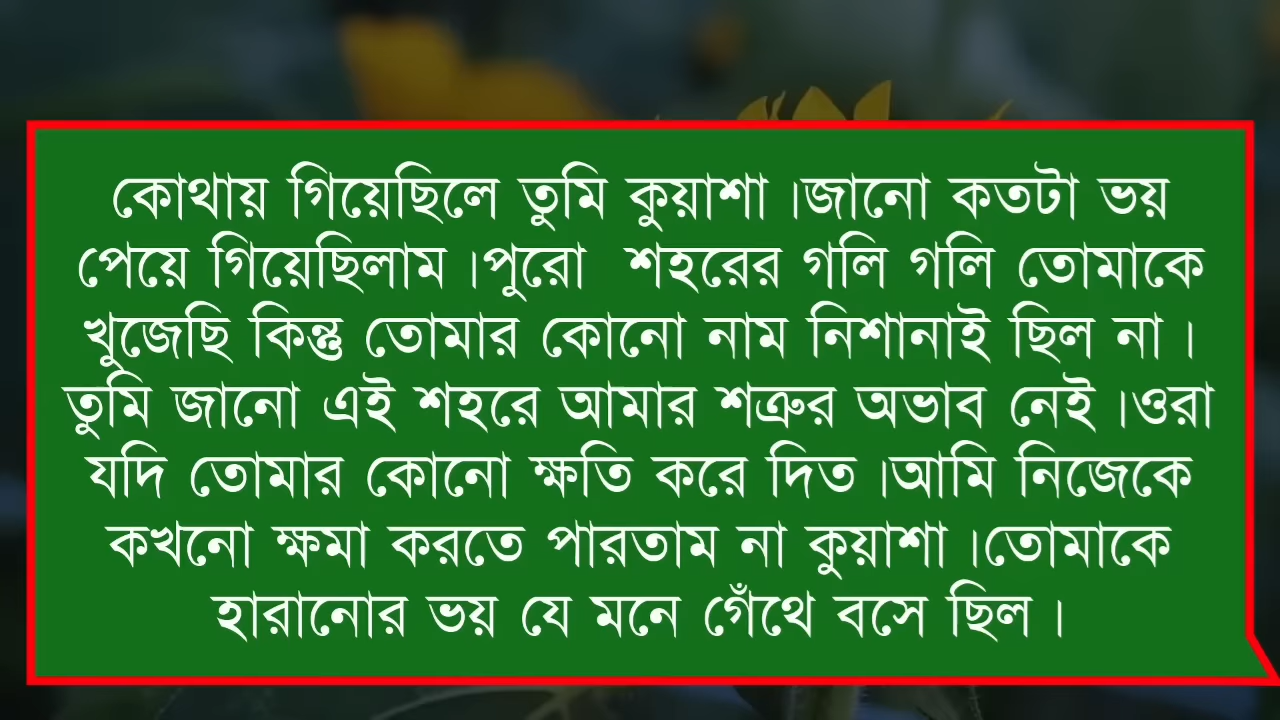 কোথায় গিয়েছিলে তুমি কুয়াশা ।জানো কতটা ভয়
পেয়ে গিয়েছিলাম ।পুরো শহরের গলি গলি তোমাকে
খুজেছি কিন্তু তোমার কোনো নাম নিশানাই ছিল না ।
তুমি জানো এই শহরে আমার শত্রুর অভাব নেই ।ওরা
যদি তোমার কোনো ক্ষতি করে দিত ।আমি নিজেকে
কখনো ক্ষমা করতে পারতাম না কুয়াশা ।তোমাকে
হারানোর ভয় যে মনে গেঁথে বসে ছিল ।